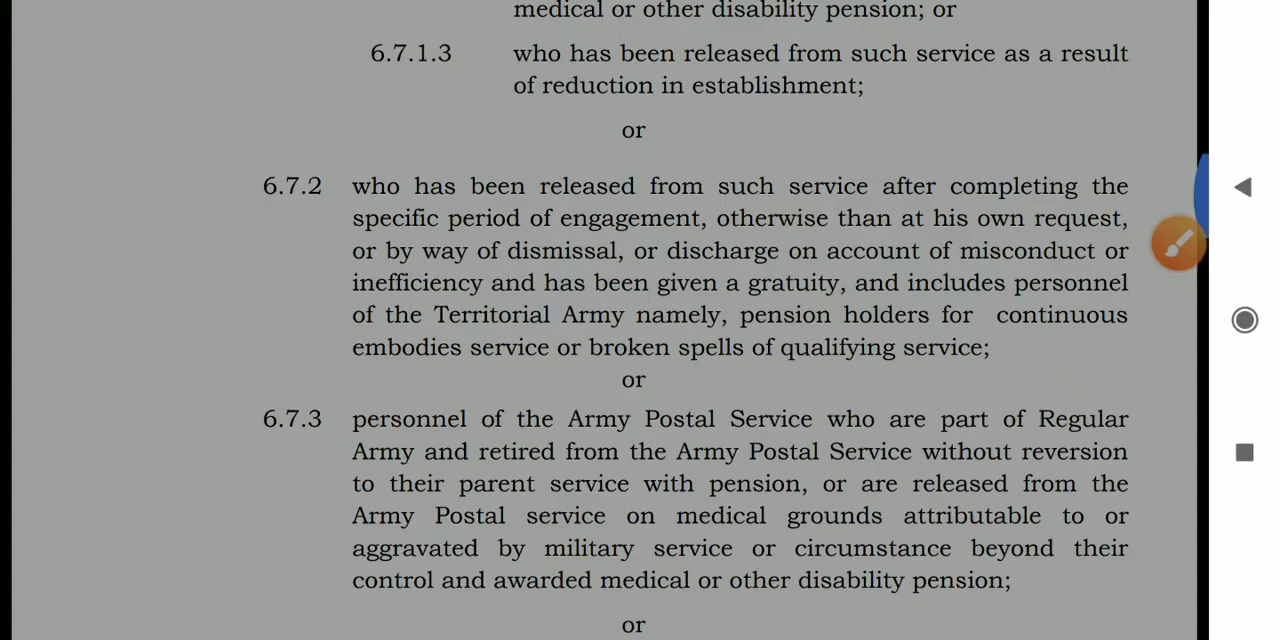 medical or other disability pension; or
6.7.1.3 who has been released from such service as a result
of reduction in establishment;
or
6.7.2 who has been released from such service after completing the
specific period of engagement, otherwise than at his own request,
or by way of dismissal, or discharge on account of misconduct or
inefficiency and has been given a gratuity, and includes personnel
of the Territorial Army namely, pension holders for continuous
embodies service or broken spells of qualifying service;
or
6.7.3 personnel of the Army Postal Service who are part of Regular
Army and retired from the Army Postal Service without reversion
to their parent service with pension, or are released from the
Army Postal service on medical grounds attributable to or
aggravated by military service or circumstance beyond their
control and awarded medical or other disability pension;
or